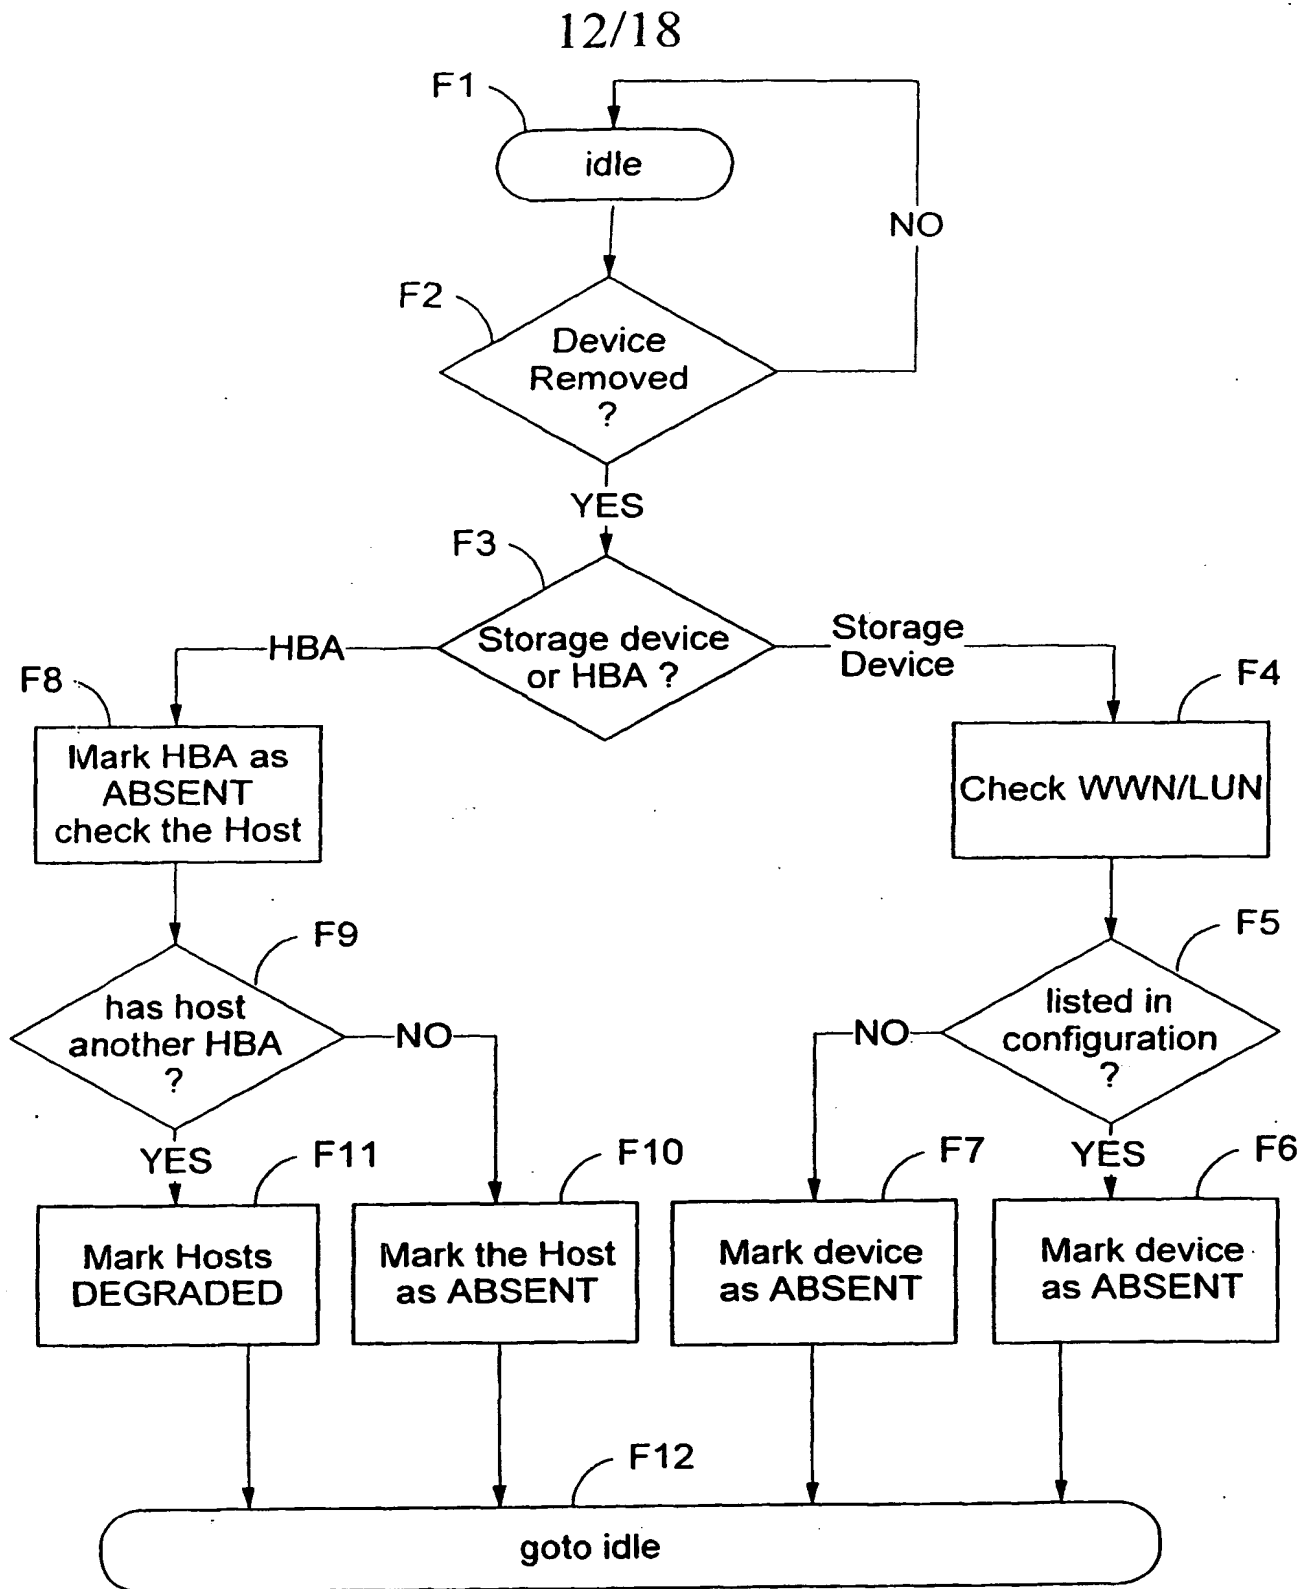 12/18
F1
idle
NO
F2
Device
Removed
?
YES
F3
Storage device
or HBA ?
HBA
Storage
Device
F8
Mark HBA as
ABSENT
check the Host
F4
Check WWN/LUN
F9
has host
another HBA
?
NO
F5
listed in
configuration
?
NO
YES
F11
Mark Hosts
DEGRADED
F10
Mark the Host
as ABSENT
F7
Mark device
as ABSENT
YES
F6
Mark device
as ABSENT
F12
goto idle